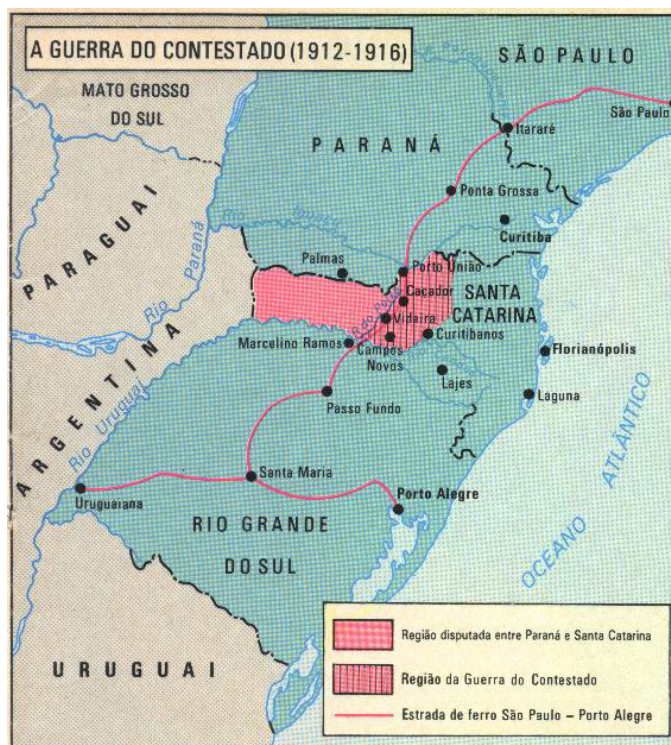 A GUERRA DO CONTESTADO (1912-1916)
SÃO PAULO
MATO GROSSO
DO SUL
São Paulo
Itararé
PARANÁ
Ponta Grossa
PARAGUAI
Rio
Iguaçu
Curitiba
Rio Paraná
Palmas
Porto União
Caçador
SANTA
CATARINA
R. do Peixe
Videira
Marcelino Ramos
Curitibanos
Campos
Novos
Florianópolis
Lajes
ARGENTINA
Rio Uruguai
Passo Fundo
Laguna
OCEANO ATLÂNTICO
Santa Maria
Uruguaiana
Porto Alegre
RIO GRANDE
DO SUL
URUGUAI
Região disputada entre Paraná e Santa Catarina
Região da Guerra do Contestado
Estrada de ferro São Paulo – Porto Alegre